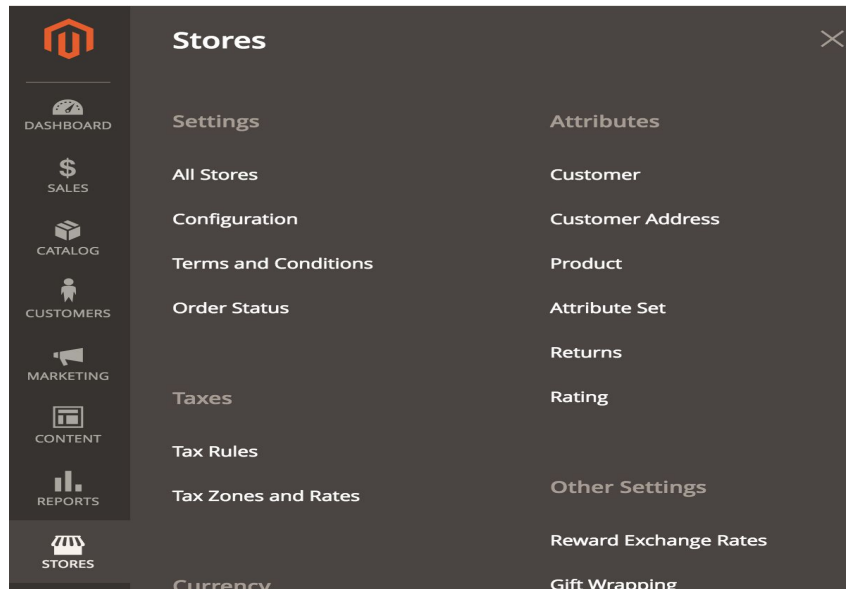 Stores
DASHBOARD
SALES
CATALOG
CUSTOMERS
MARKETING
CONTENT
REPORTS
STORES
Settings
All Stores
Configuration
Terms and Conditions
Order Status
Taxes
Tax Rules
Tax Zones and Rates
Currency
Attributes
Customer
Customer Address
Product
Attribute Set
Returns
Rating
Other Settings
Reward Exchange Rates
Gift Wrapping